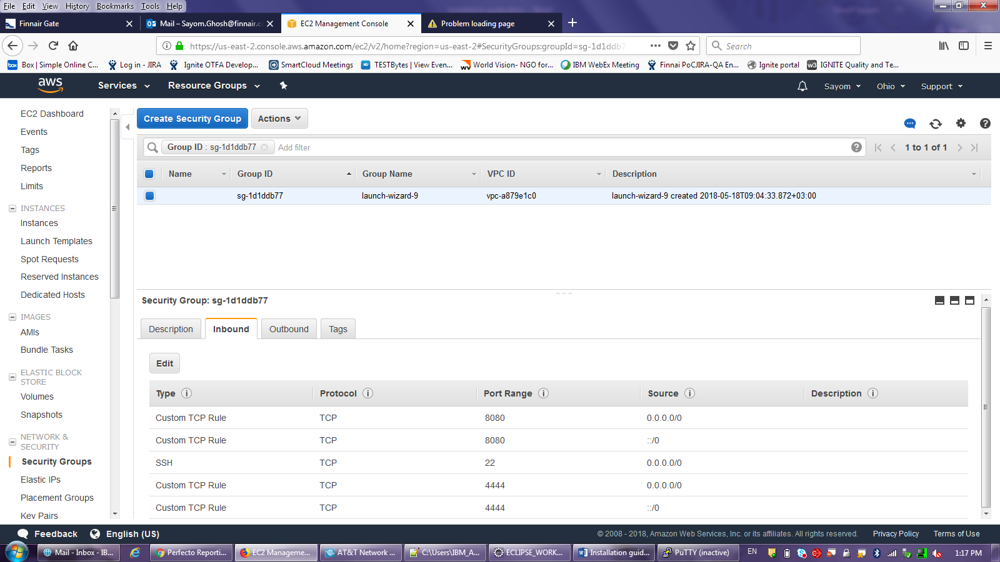 File Edit View History Bookmarks Tools Help
Finnair Gate
Mail – Sayom.Ghosh@finnair.c
EC2 Management Console
Problem loading page
https://us-east-2.console.aws.amazon.com/ec2/v2/home?region=us-east-2#SecurityGroups:groupId=sg-1d1ddb7
Search
box Box | Simple Online C...
Log in - JIRA
Ignite OTFA Develop...
SmartCloud Meetings
TESTBytes | View Even...
World Vision- NGO for...
IBM WebEx Meeting
Finnai PoCJIRA-QA En...
Ignite portal
w3 IGNITE Quality and Te...
aws
Services
Resource Groups
Sayom
Ohio
Support
EC2 Dashboard
Events
Tags
Reports
Limits
INSTANCES
Instances
Launch Templates
Spot Requests
Reserved Instances
Dedicated Hosts
IMAGES
AMIs
Bundle Tasks
ELASTIC BLOCK
STORE
Volumes
Snapshots
NETWORK &
SECURITY
Security Groups
Elastic IPs
Placement Groups
Key Pairs
Create Security Group
Actions
Group ID : sg-1d1ddb77
Add filter
1 to 1 of 1
Name Group ID Group Name VPC ID Description
sg-1d1ddb77 launch-wizard-9 vpc-a879e1c0 launch-wizard-9 created 2018-05-18T09:04:33.872+03:00
Security Group: sg-1d1ddb77
Description Inbound Outbound Tags
Edit
Type Protocol Port Range Source Description
Custom TCP Rule TCP 8080 0.0.0.0/0
Custom TCP Rule TCP 8080 ::/0
SSH TCP 22 0.0.0.0/0
Custom TCP Rule TCP 4444 0.0.0.0/0
Custom TCP Rule TCP 4444 ::/0
Feedback
English (US)
© 2008 - 2018, Amazon Web Services, Inc. or its affiliates. All rights reserved.
Privacy Policy
Terms of Use
Mail - Inbox - IB...
Perfecto Reporti...
EC2 Manageme...
AT&T Network ...
C:\Users\IBM_A...
ECLIPSE_WORK...
Installation guid...
PuTTY (inactive)
EN
1:17 PM